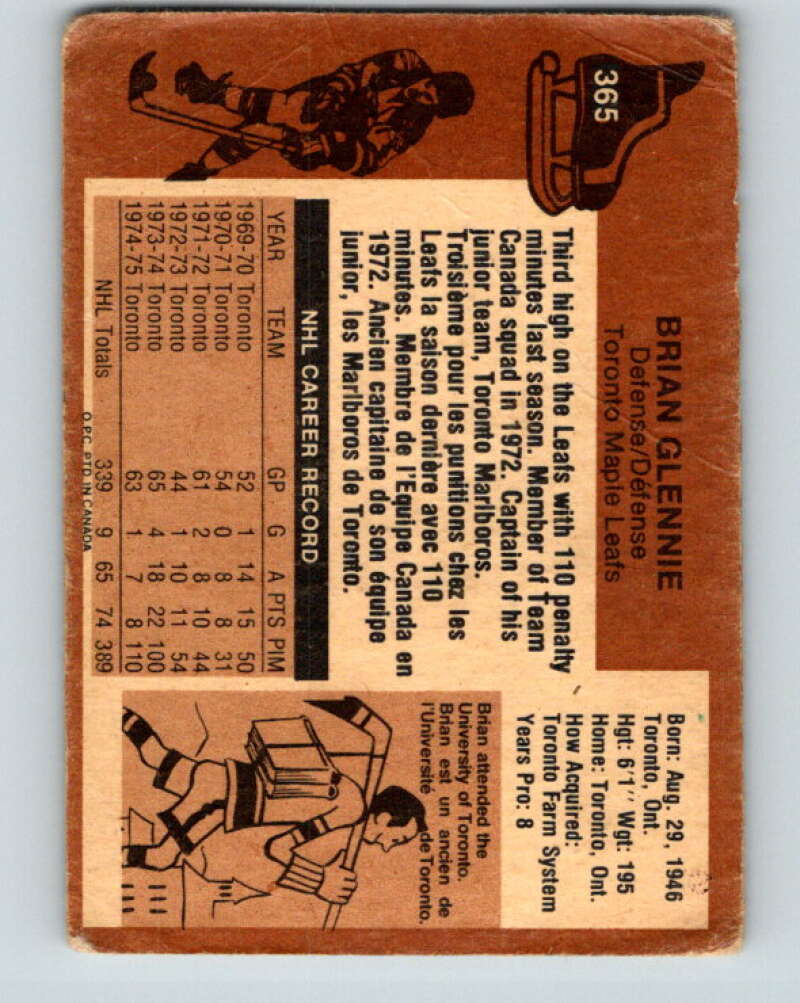 365
BRIAN GLENNIE
Defense/Défense
Toronto Maple Leafs
Born: Aug. 29, 1946
Toronto, Ont.
Hgt: 6'1" Wgt: 195
Home: Toronto, Ont.
How Acquired:
Toronto Farm System
Years Pro: 8
Third high on the Leafs with 110 penalty
minutes last season. Member of Team
Canada squad in 1972. Captain of his
junior team, Toronto Marlboros.
Troisième pour les punitions chez les
Leafs la saison dernière avec 110
minutes. Membre de l'Equipe Canada en
1972. Ancien capitaine de son équipe
junior, les Marlboros de Toronto.
NHL CAREER RECORD
YEAR TEAM GP G A PTS PIM
1969-70 Toronto 52 1 14 15 50
1970-71 Toronto 54 0 8 8 31
1971-72 Toronto 61 2 8 10 44
1972-73 Toronto 44 1 10 11 54
1973-74 Toronto 65 4 18 22 100
1974-75 Toronto 63 1 7 8 110
NHL Totals 339 9 65 74 389
O.P.C. PTD. IN CANADA
Brian attended the
University of Toronto.
Brian est un ancien de
l'Université de Toronto.